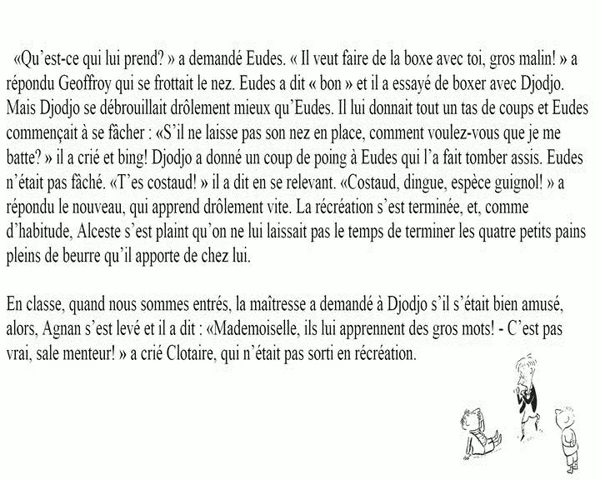 «Qu’est-ce qui lui prend? » a demandé Eudes. « Il veut faire de la boxe avec toi, gros malin! » a
répondu Geoffroy qui se frottait le nez. Eudes a dit « bon » et il a essayé de boxer avec Djodjo.
Mais Djodjo se débrouillait drôlement mieux qu’Eudes. Il lui donnait tout un tas de coups et Eudes
commençait à se fâcher : «S’il ne laisse pas son nez en place, comment voulez-vous que je me
batte? » il a crié et bing! Djodjo a donné un coup de poing à Eudes qui l’a fait tomber assis. Eudes
n’était pas fâché. «T’es costaud! » il a dit en se relevant. «Costaud, dingue, espèce guignol! » a
répondu le nouveau, qui apprend drôlement vite. La récréation s’est terminée, et, comme
d’habitude, Alceste s’est plaint qu’on ne lui laissait pas le temps de terminer les quatre petits pains
pleins de beurre qu’il apporte de chez lui.
En classe, quand nous sommes entrés, la maîtresse a demandé à Djodjo s’il s’était bien amusé,
alors, Agnan s’est levé et il a dit : «Mademoiselle, ils lui apprennent des gros mots! - C’est pas
vrai, sale menteur! » a crié Clotaire, qui n’était pas sorti en récréation.